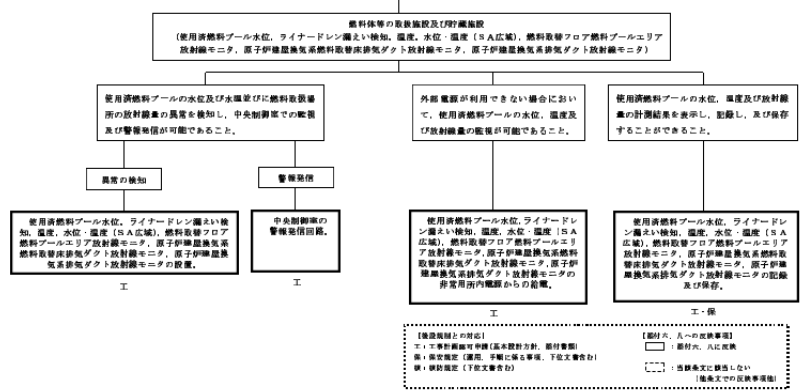 燃料体等の取扱施設及び貯蔵施設
(使用済燃料プール水位，ライナードレン漏えい検知，温度，水位・温度（ＳＡ広域），燃料取替フロア燃料プールエリア
放射線モニタ，原子炉建屋換気系燃料取替床排気ダクト放射線モニタ，原子炉建屋換気系排気ダクト放射線モニタ)
使用済燃料プールの水位及び水温並びに燃料取扱場
所の放射線量の異常を検知し，中央制御室での監視
及び警報発信が可能であること。
外部電源が利用できない場合におい
て，使用済燃料プールの水位，温度及
び放射線量の監視が可能であること。
使用済燃料プールの水位，温度及び放射線
量の計測結果を表示し，記録し，及び保存
することができること。
異常の検知
警報発信
使用済燃料プール水位，ライナードレン漏えい検
知，温度，水位・温度（ＳＡ広域），燃料取替フロア
燃料プールエリア放射線モニタ，原子炉建屋換気系
燃料取替床排気ダクト放射線モニタ，原子炉建屋換
気系排気ダクト放射線モニタの設置。
工
中央制御室の
警報発信回路。
工
使用済燃料プール水位，ライナードレ
ン漏えい検知，温度，水位・温度（ＳＡ
広域），燃料取替フロア燃料プールエリ
ア放射線モニタ，原子炉建屋換気系燃料
取替床排気ダクト放射線モニタ，原子炉
建屋換気系排気ダクト放射線モニタの
非常用所内電源からの給電。
工
使用済燃料プール水位，ライナードレ
ン漏えい検知，温度，水位・温度（ＳＡ
広域），燃料取替フロア燃料プールエリ
ア放射線モニタ，原子炉建屋換気系燃料
取替床排気ダクト放射線モニタ，原子炉建
屋換気系排気ダクト放射線モニタの記録
及び保存。
工・保
【後段規制との対応】
工：工事計画認可申請（基本設計方針，添付書類）
保：保安規定（運用，手順に係る事項，下位文書含む）
核：核防規定（下位文書含む）
【添付六，八への反映事項】
：添付六，八に反映
：当該条文に該当しない
（他条文での反映事項他）